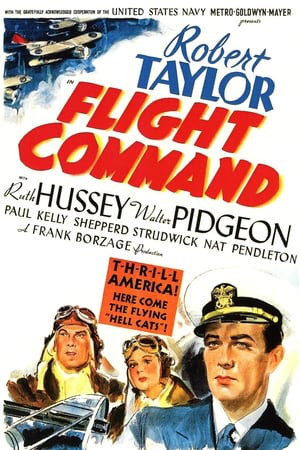 WITH THE GRATEFULLY ACKNOWLEDGED COOPERATION OF THE UNITED STATES NAVY METRO-GOLDWYN-MAYER
presents
Robert
TAYLOR
IN
FLIGHT
COMMAND
WITH
Ruth HUSSEY Walter PIDGEON
PAUL KELLY SHEPPERD STRUDWICK NAT PENDLETON
A FRANK BORZAGE Production
T-H-R-I-L-L
AMERICA!
HERE COME
THE FLYING
"HELL CATS"!